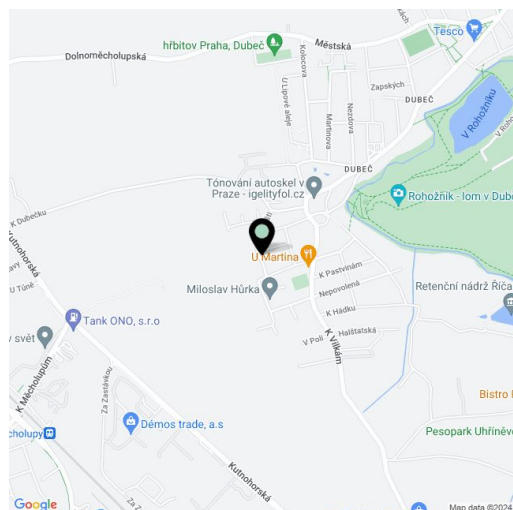 hřbitov Praha, Dubeč
Městská
Tesco
Dolnoměcholupská
Kolocova
U Lipové aleje
Martinova
Nezdova
Zapských
DUBEČ
V Rohožníku
DUBEČ
Tónování autoskel v
Praze - igelityfol.cz
Rohožník - lom v Dube
K Dubečku
Kutnohorská
U Martina
K Pastvinám
Miloslav Hůrka
Nepovolená
Retenční nádrž Říča
U Tůně
K Hádku
Tank ONO, s.r.o
Halštatská
V Poli
K Vilkám
v svět
K Měcholupům
Za Zastávkou
Bistro
Démos trade, a.s
cholupy
Pesopark Uhříněv
Kutnohorská
Google
Map data ©2024